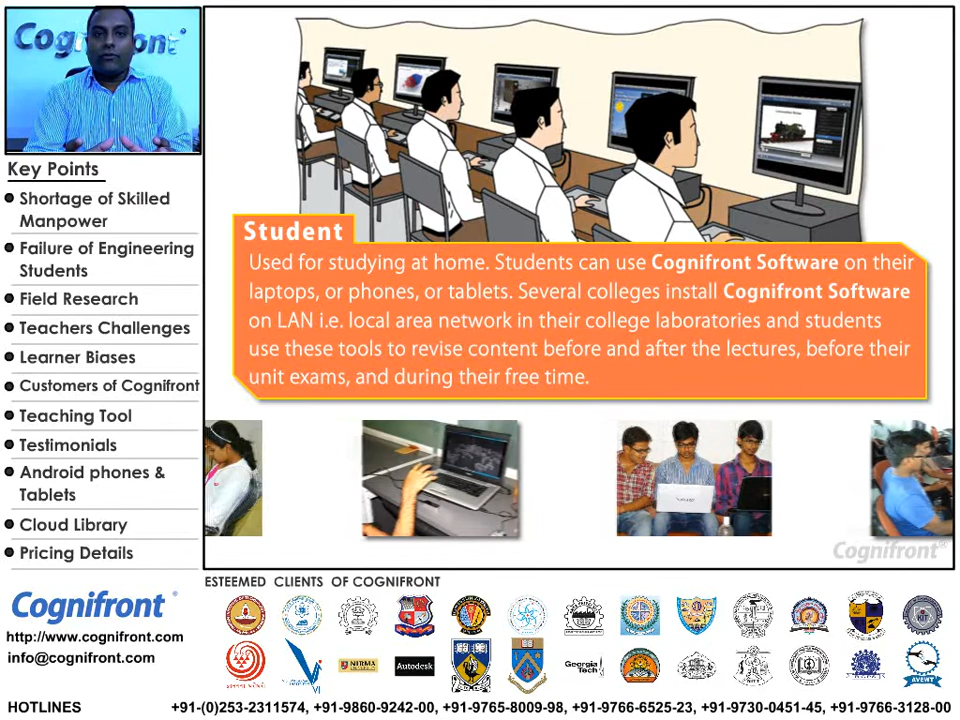 Cognifront
Key Points
Shortage of Skilled
Manpower
Failure of Engineering
Students
Field Research
Teachers Challenges
Learner Biases
Customers of Cognifront
Teaching Tool
Testimonials
Android phones &
Tablets
Cloud Library
Pricing Details
Student
Used for studying at home. Students can use Cognifront Software on their
laptops, or phones, or tablets. Several colleges install Cognifront Software
on LAN i.e. local area network in their college laboratories and students
use these tools to revise content before and after the lectures, before their
unit exams, and during their free time.
Cognifront®
Cognifront
http://www.cognifront.com
info@cognifront.com
ESTEEMED CLIENTS OF COGNIFRONT
KIT
NIRMA
Autodesk
Georgia
Tech
AVENT
HOTLINES +91-(0)253-2311574, +91-9860-9242-00, +91-9765-8009-98, +91-9766-6525-23, +91-9730-0451-45, +91-9766-3128-00